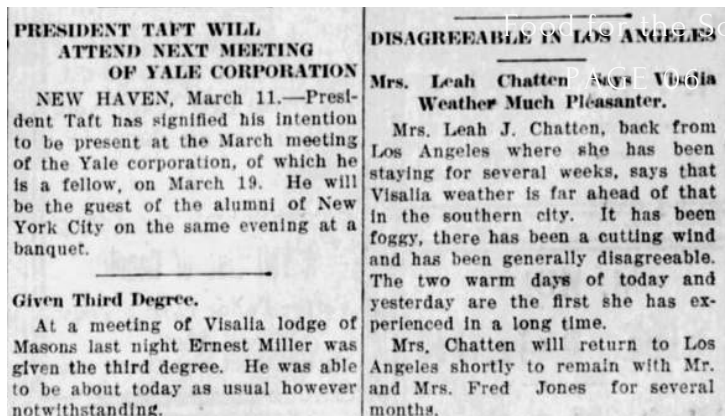 PRESIDENT TAFT WILL
ATTEND NEXT MEETING
OF YALE CORPORATION
NEW HAVEN, March 11.—Presi-
dent Taft has signified his intention
to be present at the March meeting
of the Yale corporation, of which he
is a fellow, on March 19. He will
be the guest of the alumni of New
York City on the same evening at a
banquet.
Given Third Degree.
At a meeting of Visalia lodge of
Masons last night Ernest Miller was
given the third degree. He was able
to be about today as usual however
notwithstanding.
Food for the
PAGE 06
DISAGREEABLE IN LOS ANGELES
Mrs. Leah Chatten Says Visalia
Weather Much Pleasanter.
Mrs. Leah J. Chatten, back from
Los Angeles where she has been
staying for several weeks, says that
Visalia weather is far ahead of that
in the southern city. It has been
foggy, there has been a cutting wind
and has been generally disagreeable.
The two warm days of today and
yesterday are the first she has ex-
perienced in a long time.
Mrs. Chatten will return to Los
Angeles shortly to remain with Mr.
and Mrs. Fred Jones for several
months.